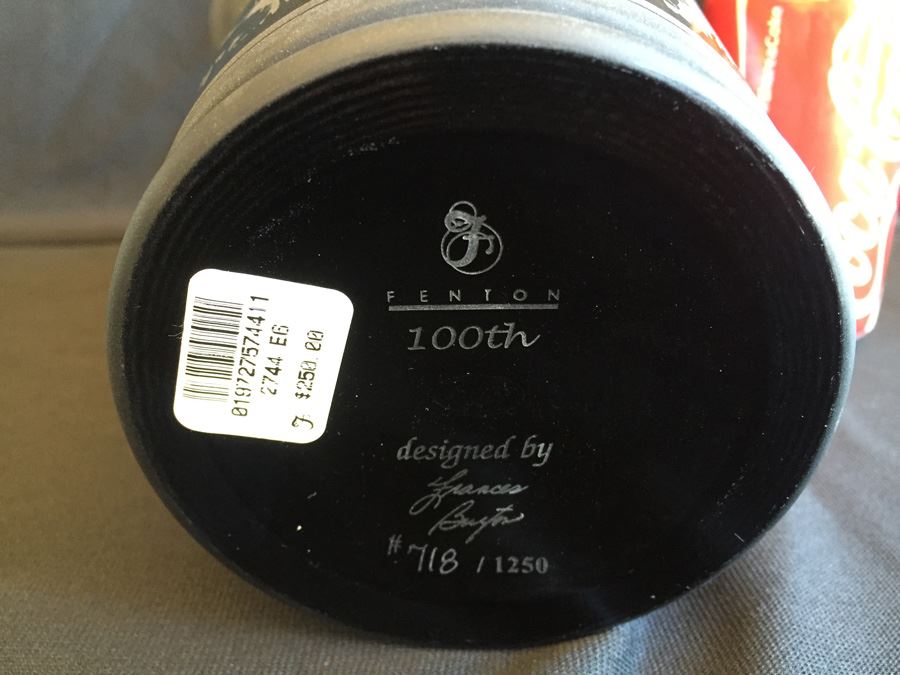 F
FENTON
100th
designed by
Frances
Burton
#718 / 1250
019727574411
2744 E6
F $250.00